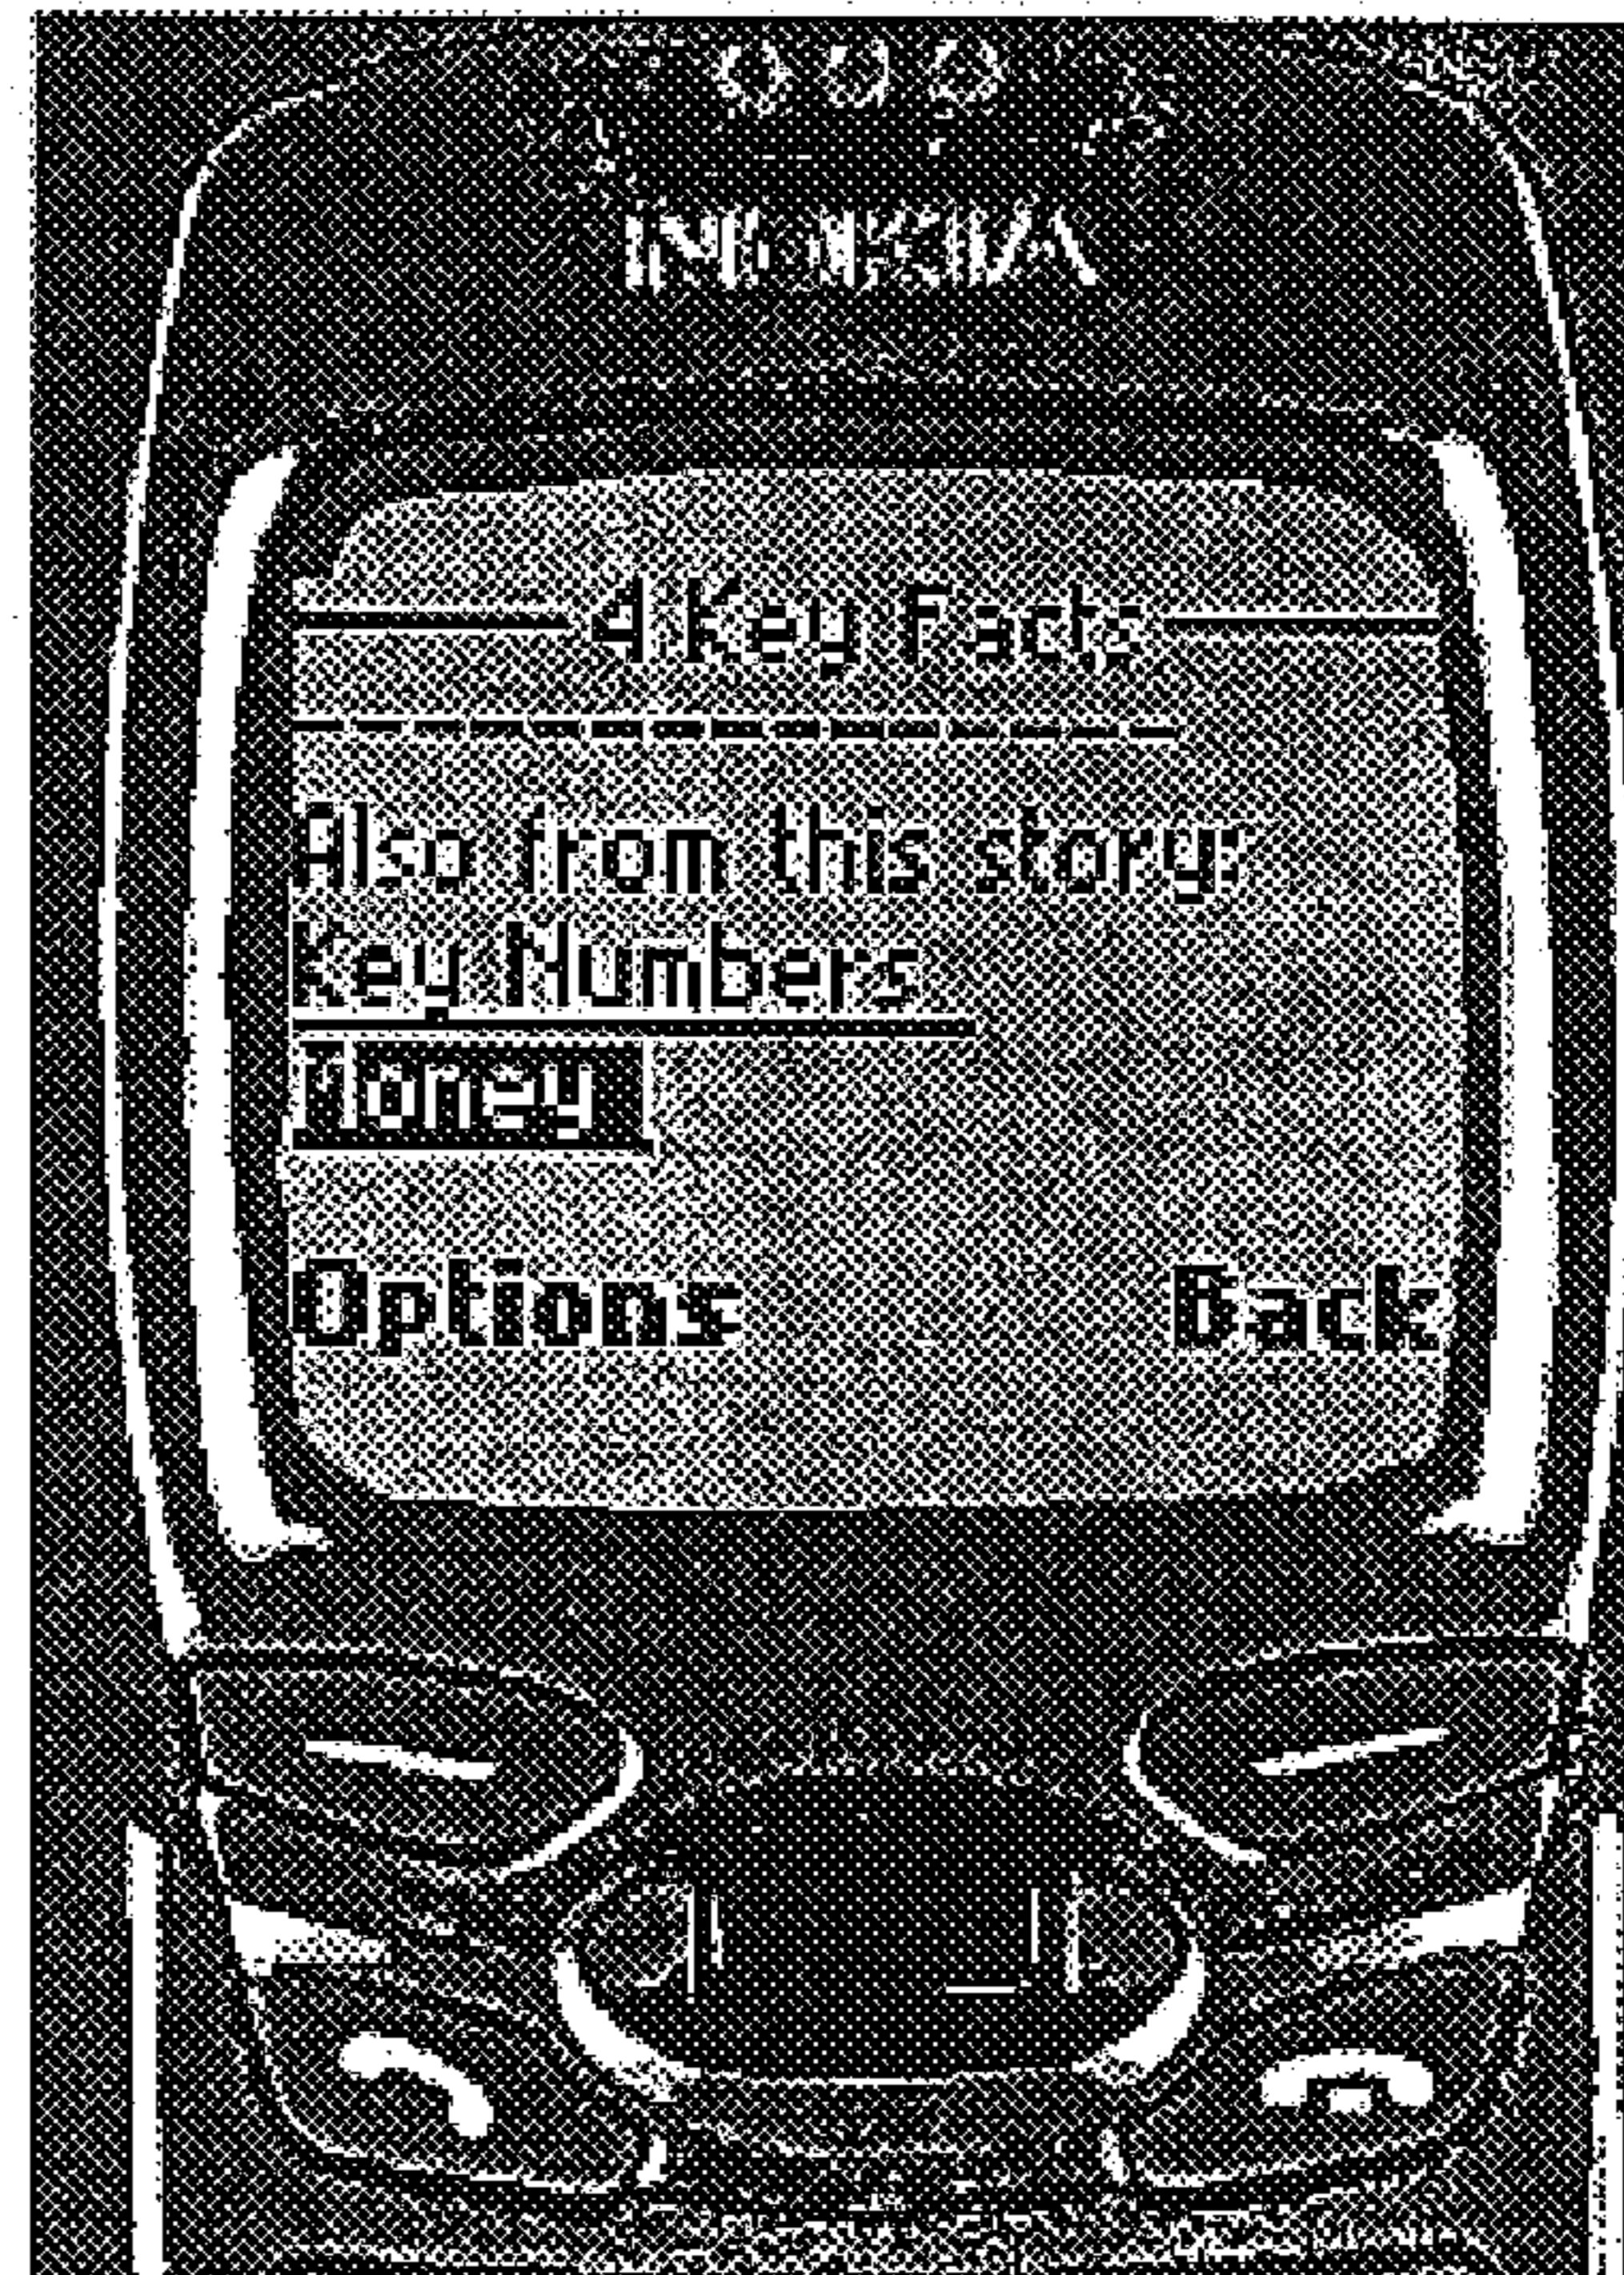 NOKIA
4 Key Facts
Also from this story:
Key Numbers
Money
Options Back